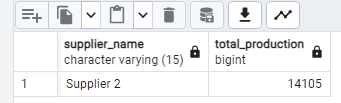 supplier_name total_production
character varying (15) bigint
1 Supplier 2 14105